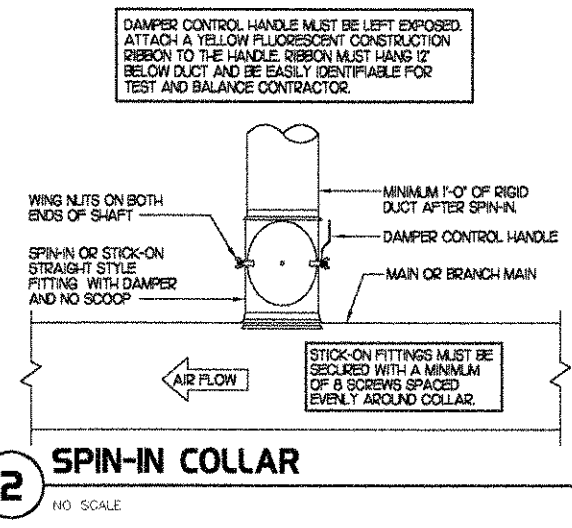 DAMPER CONTROL HANDLE MUST BE LEFT EXPOSED.
ATTACH A YELLOW FLUORESCENT CONSTRUCTION
RIBBON TO THE HANDLE. RIBBON MUST HANG 12"
BELOW DUCT AND BE EASILY IDENTIFIABLE FOR
TEST AND BALANCE CONTRACTOR.
WING NUTS ON BOTH
ENDS OF SHAFT
MINIMUM 1'-0" OF RIGID
DUCT AFTER SPIN-IN.
DAMPER CONTROL HANDLE
SPIN-IN OR STICK-ON
STRAIGHT STYLE
FITTING WITH DAMPER
AND NO SCOOP
MAIN OR BRANCH MAIN
AIR FLOW
STICK-ON FITTINGS MUST BE
SECURED WITH A MINIMUM
OF 8 SCREWS SPACED
EVENLY AROUND COLLAR.
2 SPIN-IN COLLAR
NO SCALE